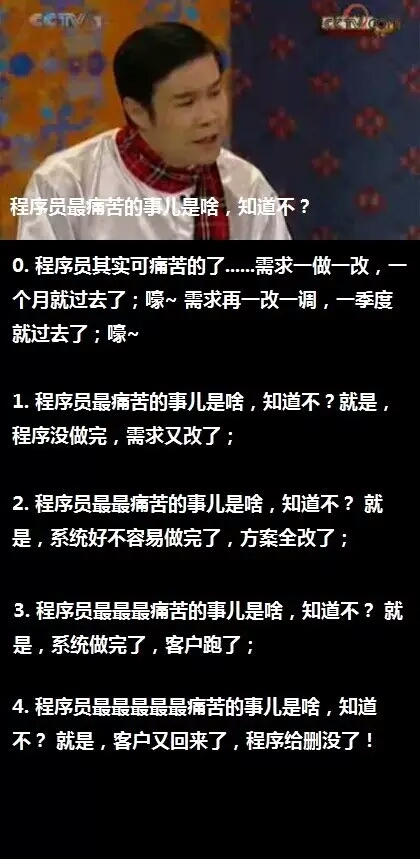 CCTV 1
CCTV.com
程序员最痛苦的事儿是啥，知道不？
0. 程序员其实可痛苦的了......需求一做一改，一
个月就过去了；嚎~ 需求再一改一调，一季度
就过去了；嚎~
1. 程序员最痛苦的事儿是啥，知道不？就是，
程序没做完，需求又改了；
2. 程序员最最痛苦的事儿是啥，知道不？ 就
是，系统好不容易做完了，方案全改了；
3. 程序员最最最痛苦的事儿是啥，知道不？ 就
是，系统做完了，客户跑了；
4. 程序员最最最最最痛苦的事儿是啥，知道
不？ 就是，客户又回来了，程序给删没了！